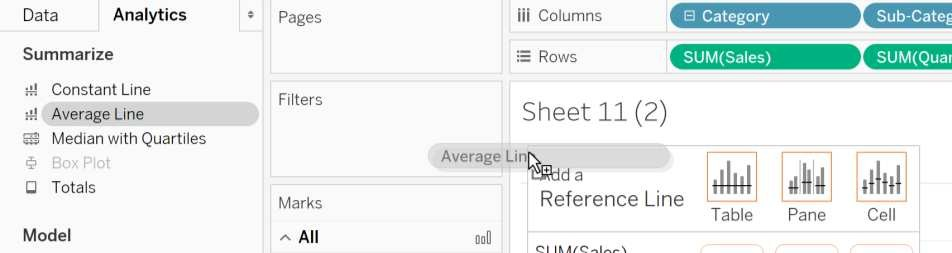 Data
Analytics
Summarize
Constant Line
Average Line
Median with Quartiles
Box Plot
Totals
Model
Pages
Filters
Marks
All
Columns
Category
Rows
SUM(Sales)
Sheet 11 (2)
Average Line
Add a
Reference Line
Table
Pane
Cell
SUM(Sales)